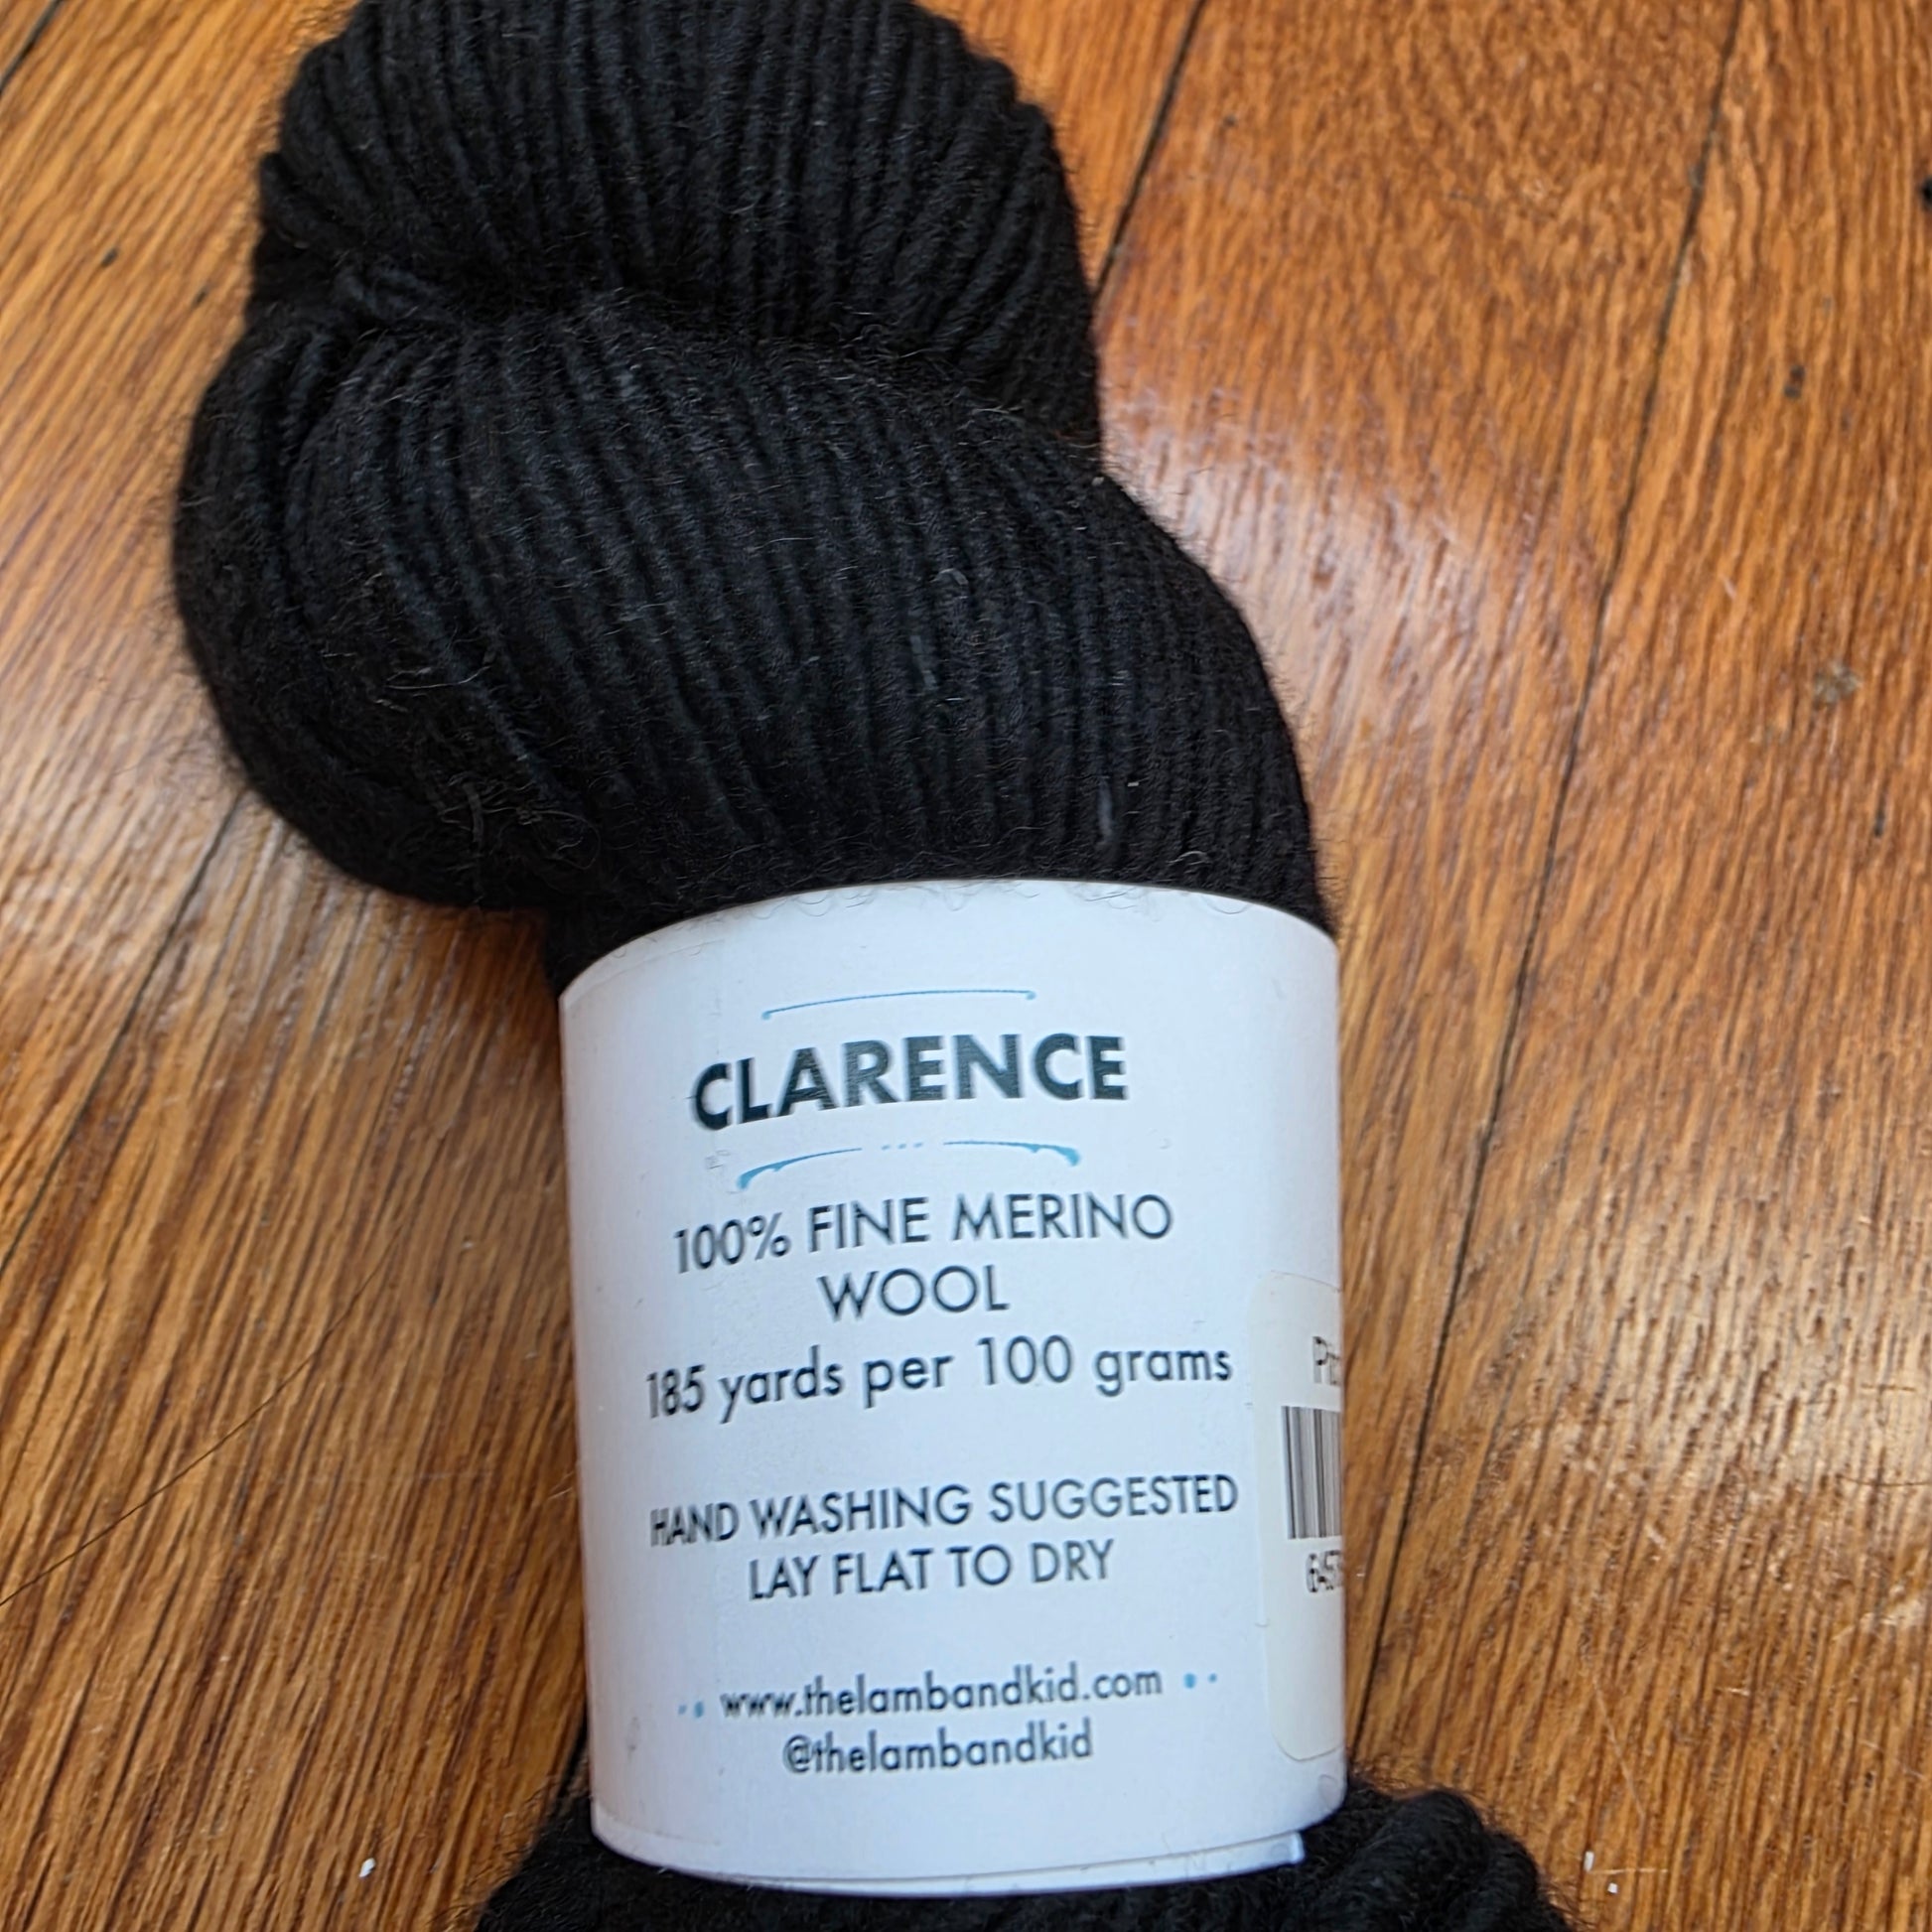 CLARENCE
100% FINE MERINO
WOOL
185 yards per 100 grams
HAND WASHING SUGGESTED
LAY FLAT TO DRY
www.thelambandkid.com
@thelambandkid